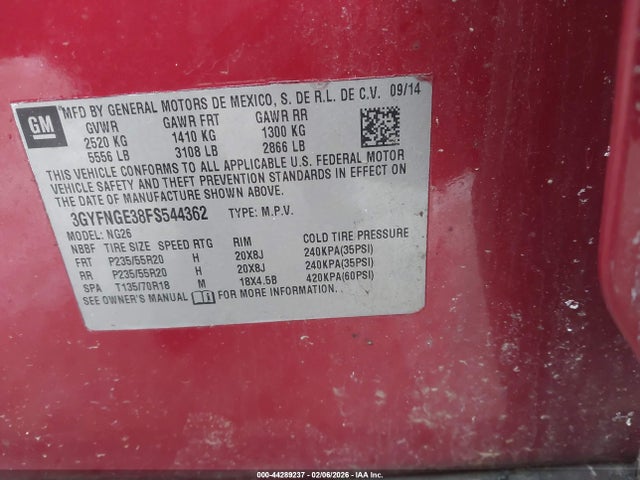 GM
MFD BY GENERAL MOTORS DE MEXICO, S. DE R.L. DE C.V. 09/14
GVWR GAWR FRT GAWR RR
2520 KG 1410 KG 1300 KG
5556 LB 3108 LB 2866 LB
THIS VEHICLE CONFORMS TO ALL APPLICABLE U.S. FEDERAL MOTOR
VEHICLE SAFETY AND THEFT PREVENTION STANDARDS IN EFFECT ON
THE DATE OF MANUFACTURE SHOWN ABOVE.
3GYFNGE38FS544362 TYPE: M.P.V.
MODEL: NG26
NBBF TIRE SIZE SPEED RTG RIM COLD TIRE PRESSURE
FRT P235/55R20 H 20X8J 240KPA(35PSI)
RR P235/55R20 H 20X8J 240KPA(35PSI)
SPA T135/70R18 M 18X4.5B 420KPA(60PSI)
SEE OWNER'S MANUAL FOR MORE INFORMATION.
000-44289237 - 02/06/2026 - IAA Inc.